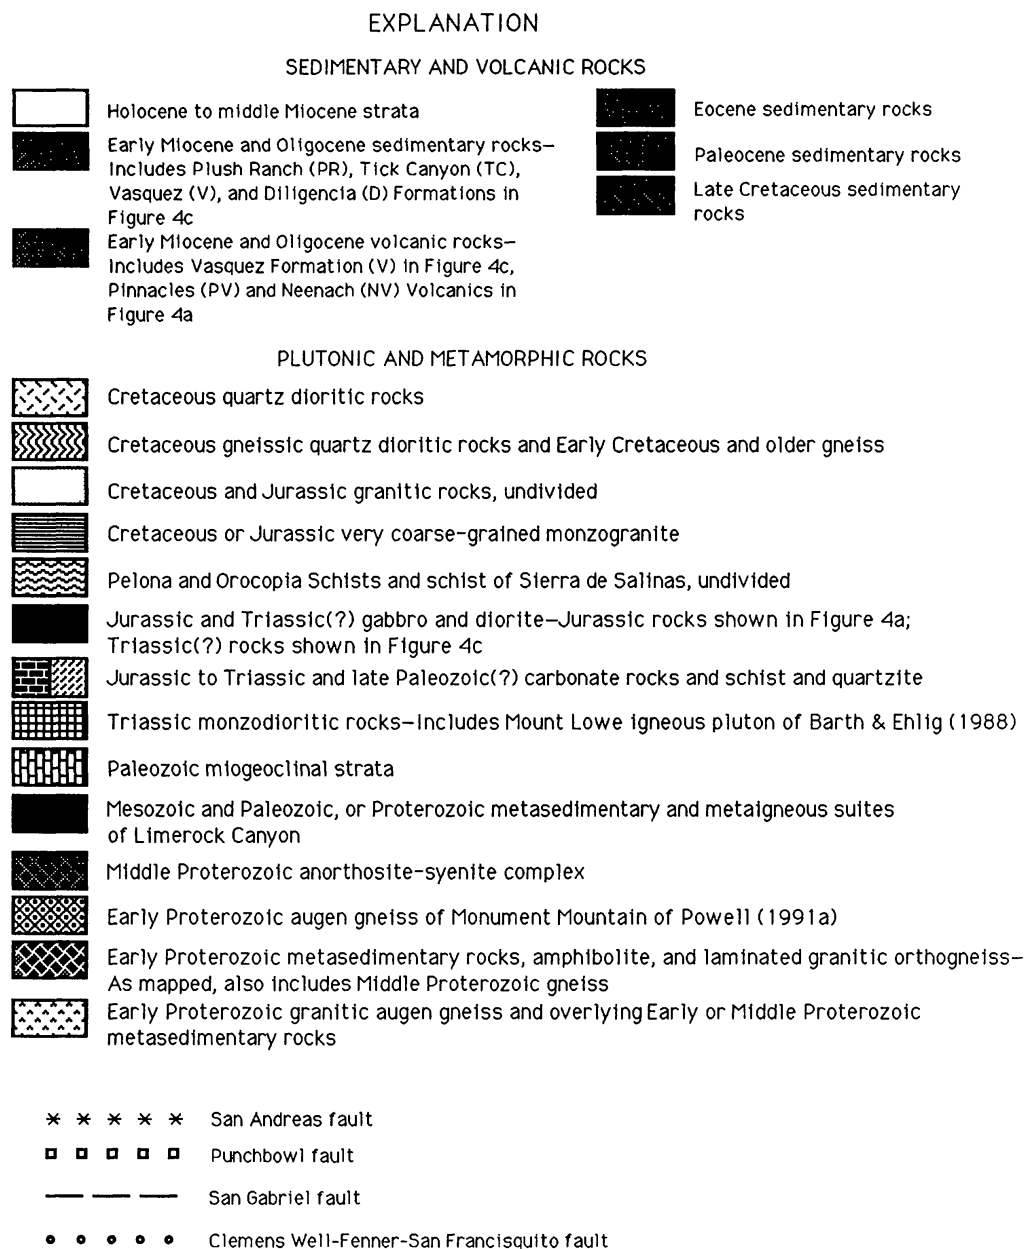 EXPLANATION
SEDIMENTARY AND VOLCANIC ROCKS
Holocene to middle Miocene strata
Early Miocene and Oligocene sedimentary rocks—
Includes Plush Ranch (PR), Tick Canyon (TC),
Vasquez (V), and Diligencia (D) Formations in
Figure 4c
Early Miocene and Oligocene volcanic rocks—
Includes Vasquez Formation (V) in Figure 4c,
Pinnacles (PV) and Neenach (NV) Volcanics in
Figure 4a
Eocene sedimentary rocks
Paleocene sedimentary rocks
Late Cretaceous sedimentary
rocks
PLUTONIC AND METAMORPHIC ROCKS
Cretaceous quartz dioritic rocks
Cretaceous gneissic quartz dioritic rocks and Early Cretaceous and older gneiss
Cretaceous and Jurassic granitic rocks, undivided
Cretaceous or Jurassic very coarse-grained monzogranite
Pelona and Orocopia Schists and schist of Sierra de Salinas, undivided
Jurassic and Triassic(?) gabbro and diorite—Jurassic rocks shown in Figure 4a;
Triassic(?) rocks shown in Figure 4c
Jurassic to Triassic and late Paleozoic(?) carbonate rocks and schist and quartzite
Triassic monzodioritic rocks—Includes Mount Lowe igneous pluton of Barth & Ehlig (1988)
Paleozoic miogeoclinal strata
Mesozoic and Paleozoic, or Proterozoic metasedimentary and metaigneous suites
of Limerock Canyon
Middle Proterozoic anorthosite-syenite complex
Early Proterozoic augen gneiss of Monument Mountain of Powell (1991a)
Early Proterozoic metasedimentary rocks, amphibolite, and laminated granitic orthogneiss—
As mapped, also includes Middle Proterozoic gneiss
Early Proterozoic granitic augen gneiss and overlying Early or Middle Proterozoic
metasedimentary rocks
San Andreas fault
Punchbowl fault
San Gabriel fault
Clemens Well-Fenner-San Francisquito fault